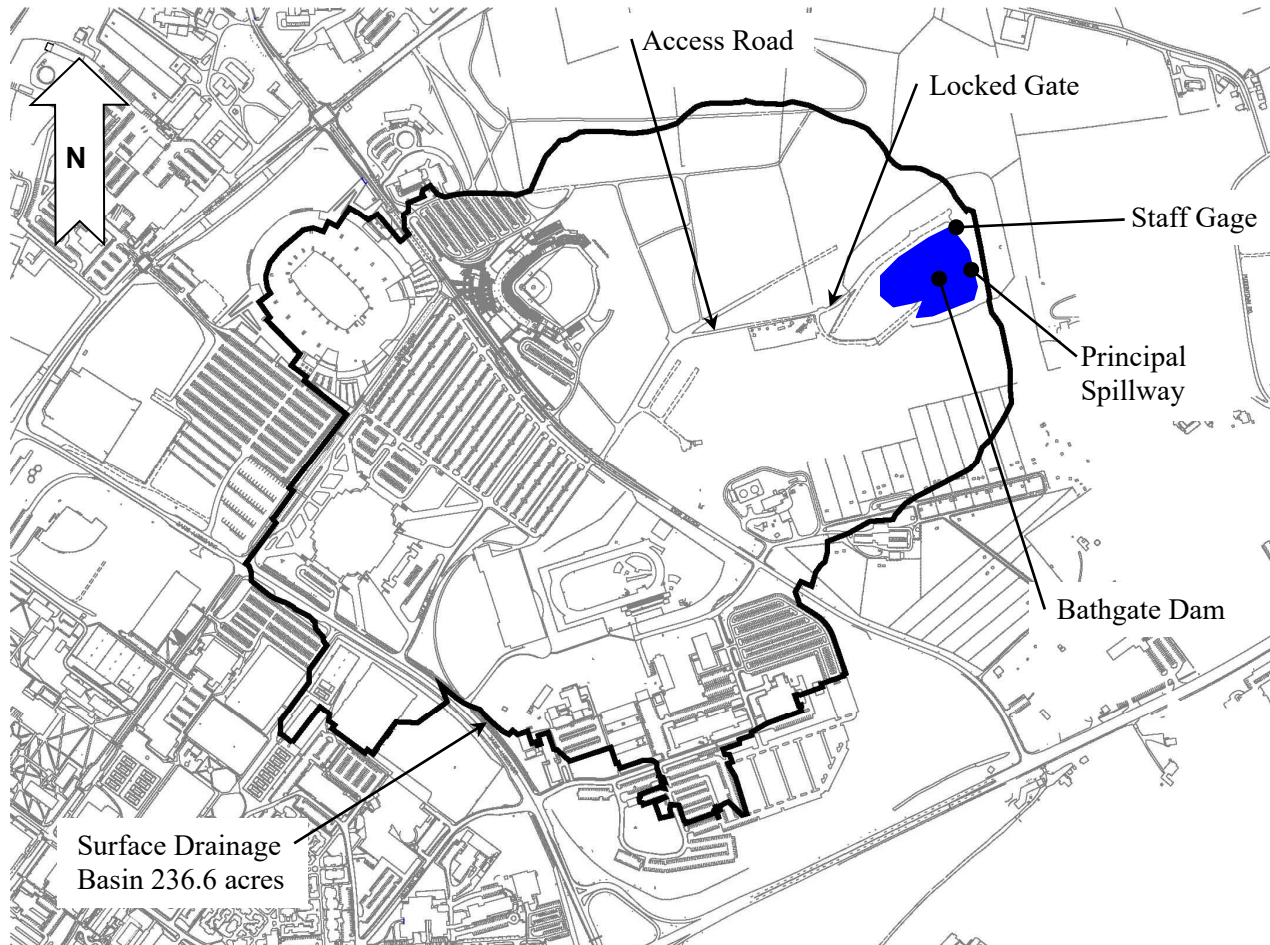 Access Road
Locked Gate
N
Staff Gage
Principal
Spillway
Bathgate Dam
Surface Drainage
Basin 236.6 acres